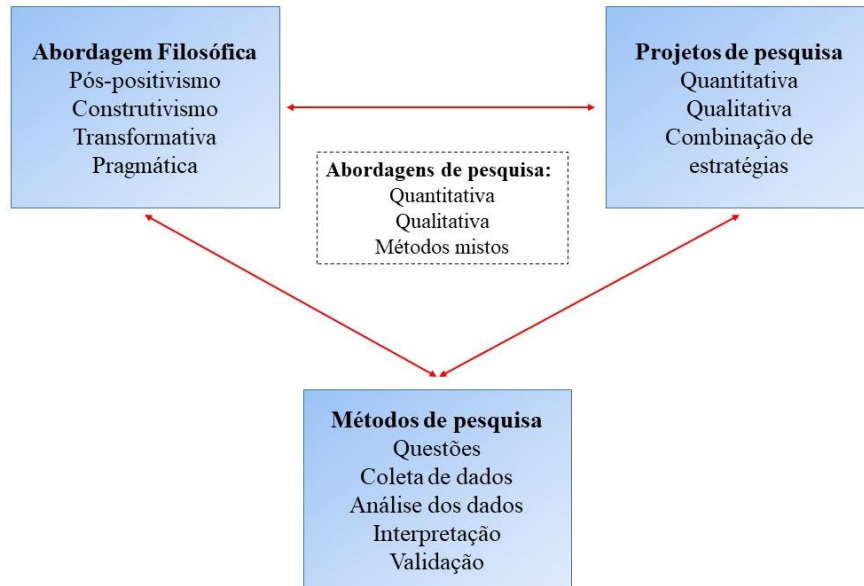 Abordagem Filosófica
Pós-positivismo
Construtivismo
Transformativa
Pragmática
Projetos de pesquisa
Quantitativa
Qualitativa
Combinação de
estratégias
Abordagens de pesquisa:
Quantitativa
Qualitativa
Métodos mistos
Métodos de pesquisa
Questões
Coleta de dados
Análise dos dados
Interpretação
Validação